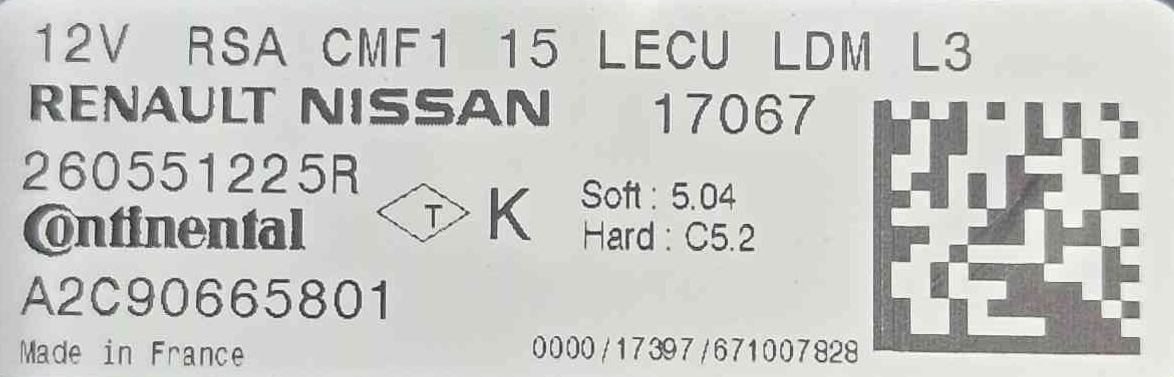 12V RSA CMF1 15 LECU LDM L3
RENAULT NISSAN 17067
260551225R
Continental
T K
Soft : 5.04
Hard : C5.2
A2C90665801
Made in France
0000/17397/671007828